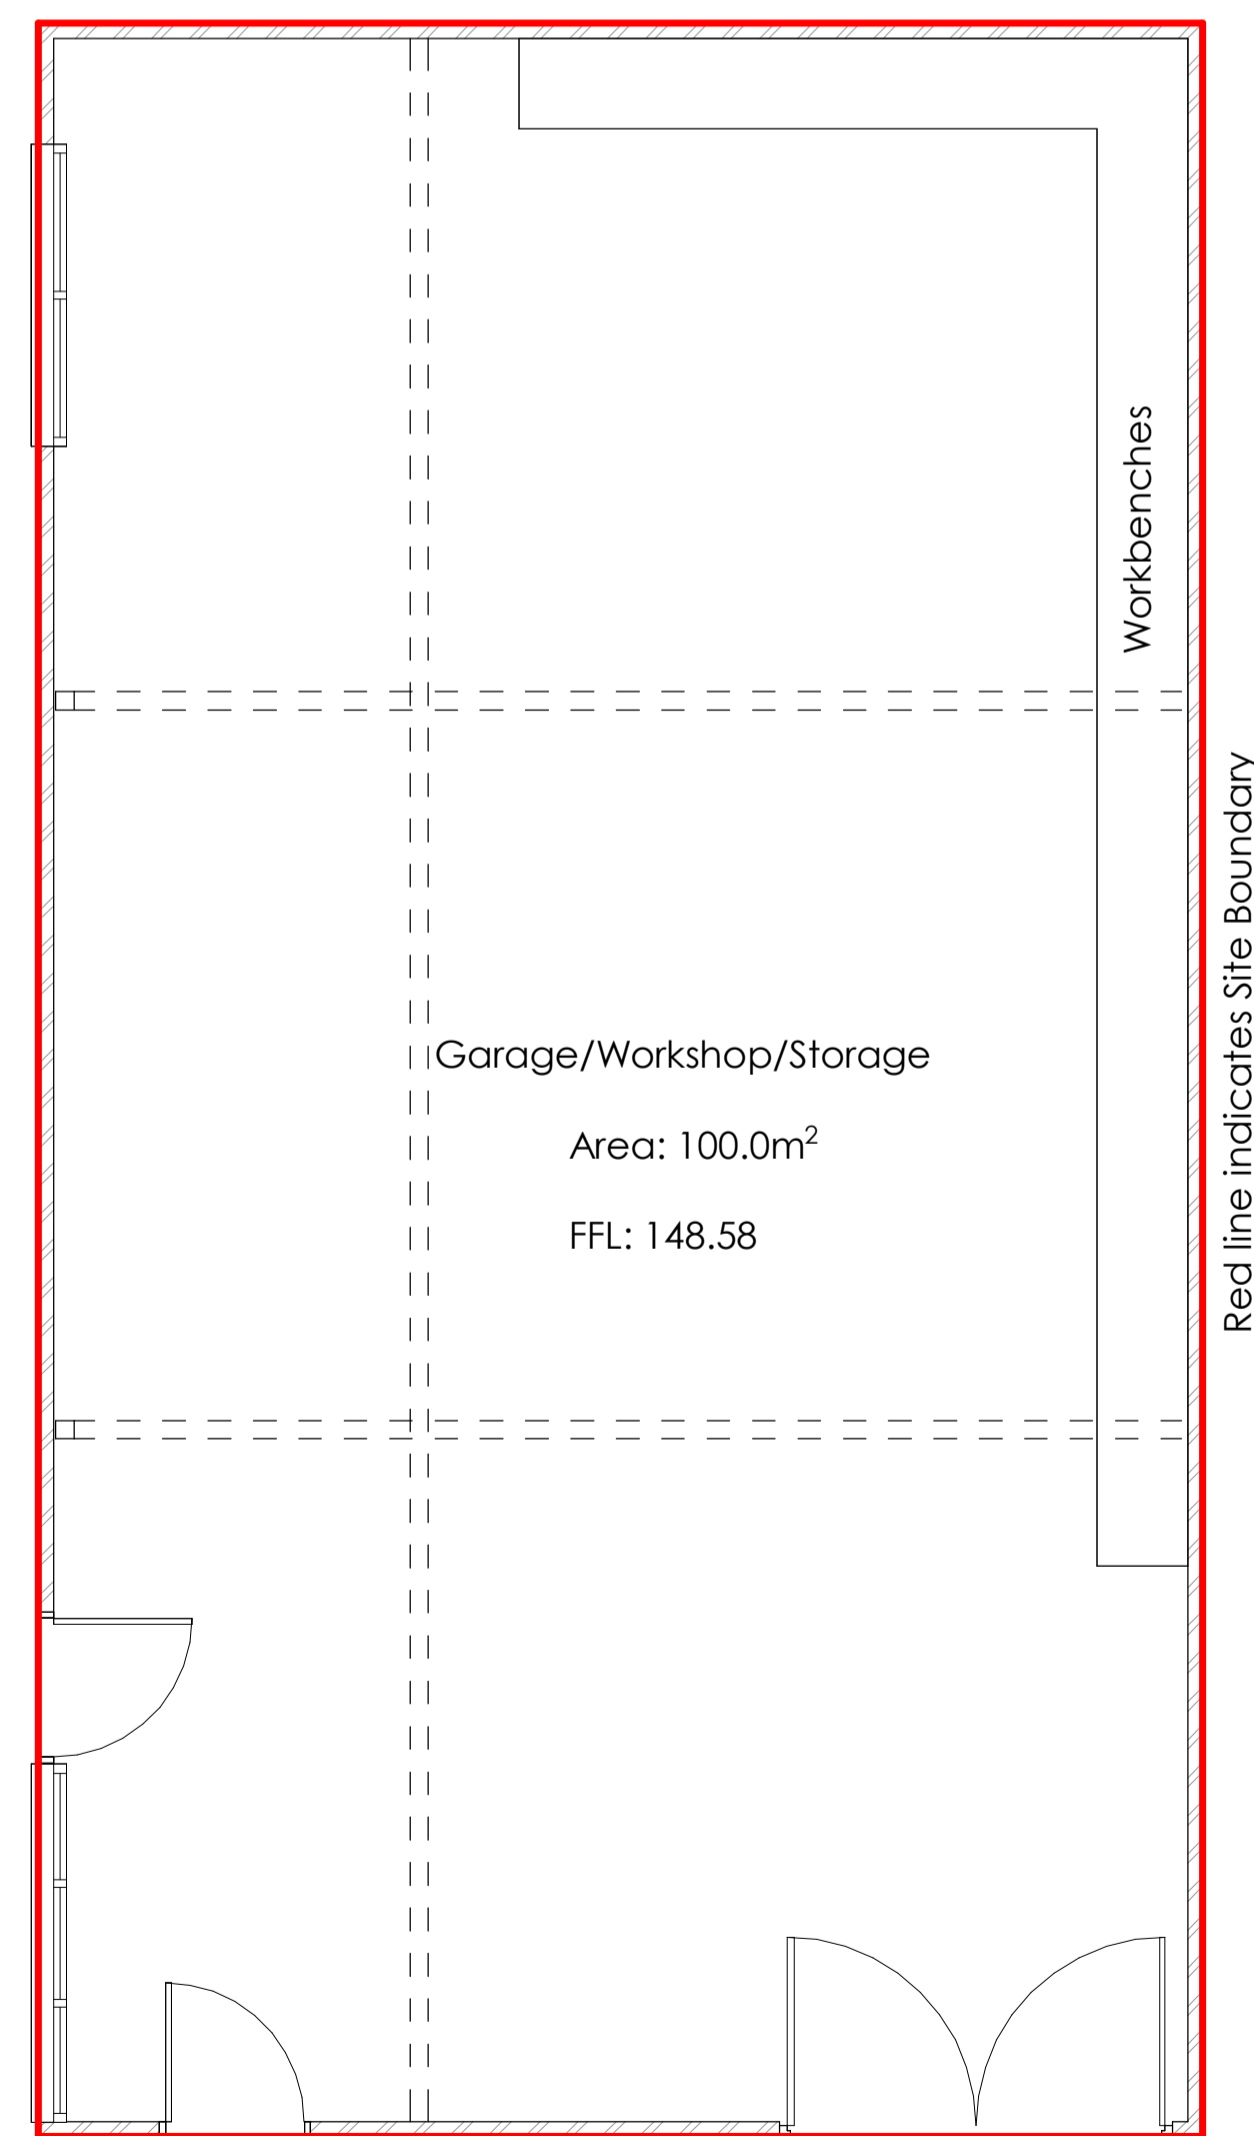 Workbenches
Garage/Workshop/Storage
Area: 100.0m²
FFL: 148.58
Red line indicates Site Boundary